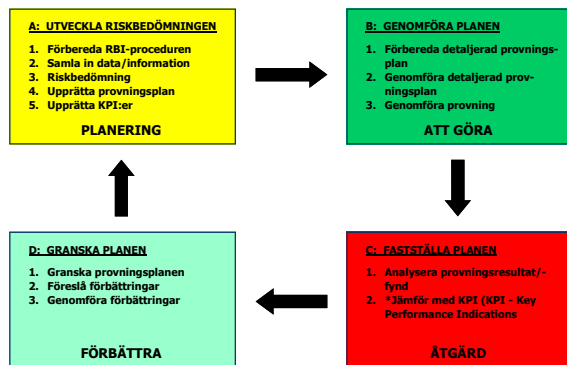 A: UTVECKLA RISKBEDÖMNINGEN
1. Förbereda RBI-proceduren
2. Samla in data/information
3. Riskbedömning
4. Upprätta provningsplan
5. Upprätta KPI:er
PLANERING
B: GENOMFÖRA PLANEN
1. Förbereda detaljerad provnings-
plan
2. Genomföra detaljerad prov-
ningsplan
3. Genomföra provning
ATT GÖRA
C: FASTSTÄLLA PLANEN
1. Analysera provningsresultat/-
fynd
2. *Jämför med KPI (KPI - Key
Performance Indications
ÅTGÄRD
D: GRANSKA PLANEN
1. Granska provningsplanen
2. Föreslå förbättringar
3. Genomföra förbättringar
FÖRBÄTTRA